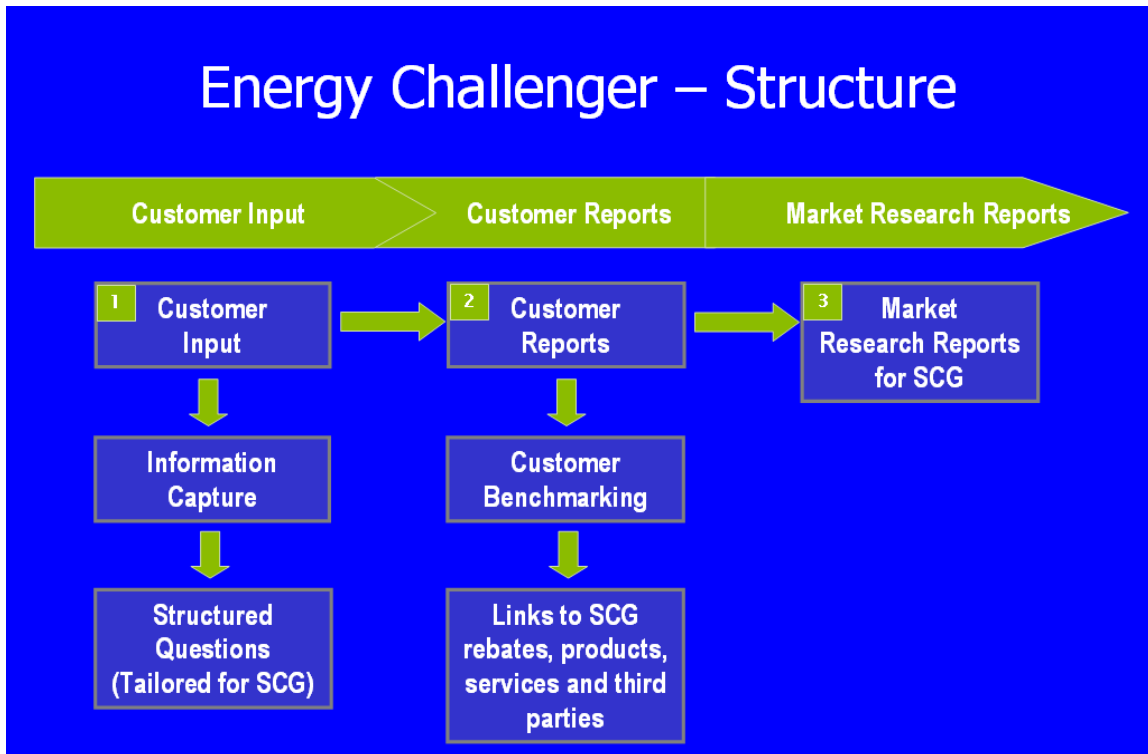 Energy Challenger – Structure
Customer Input
Customer Reports
Market Research Reports
1
Customer
Input
2
Customer
Reports
3
Market
Research Reports
for SCG
Information
Capture
Customer
Benchmarking
Structured
Questions
(Tailored for SCG)
Links to SCG
rebates, products,
services and third
parties